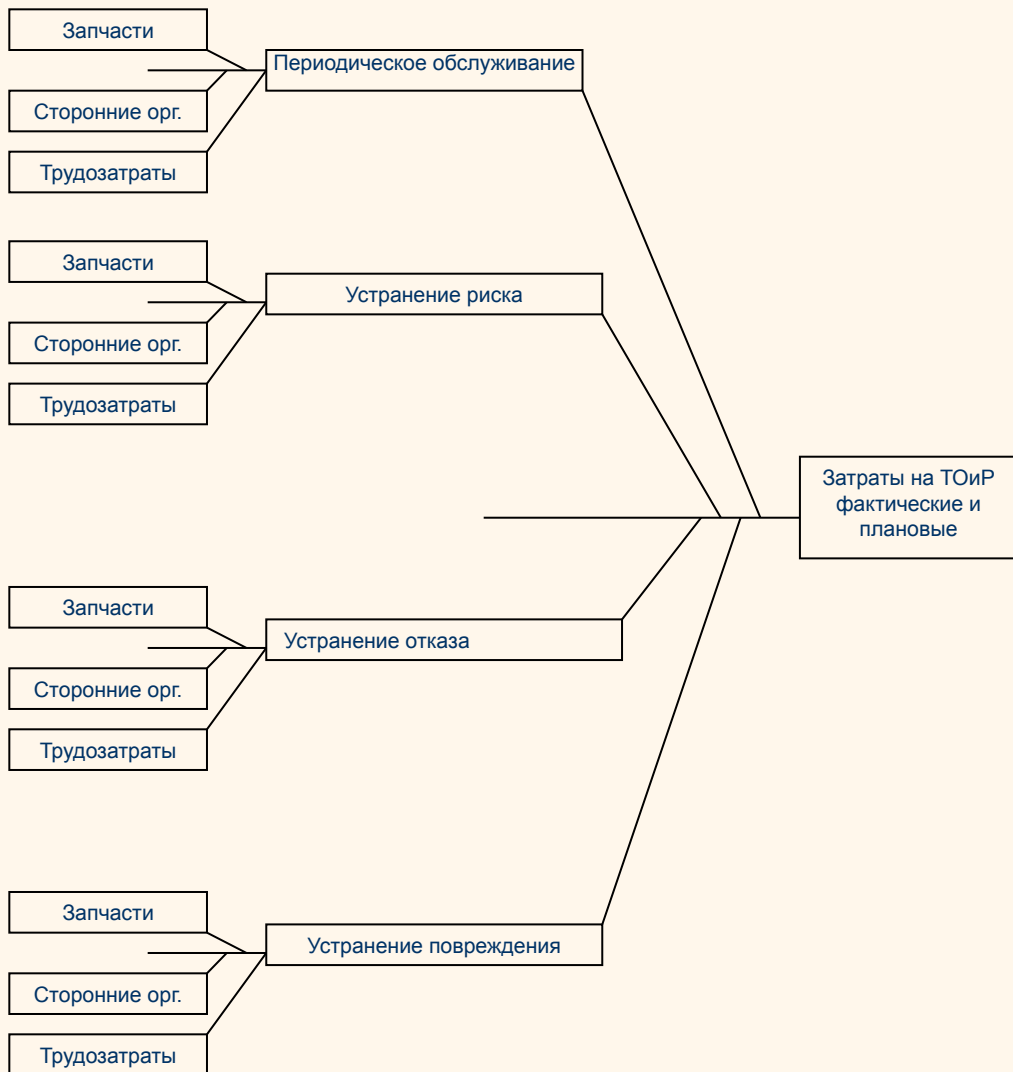 Запчасти
Периодическое обслуживание
Сторонние орг.
Трудозатраты
Запчасти
Устранение риска
Сторонние орг.
Трудозатраты
Затраты на ТОиР
фактические и
плановые
Запчасти
Устранение отказа
Сторонние орг.
Трудозатраты
Запчасти
Устранение повреждения
Сторонние орг.
Трудозатраты